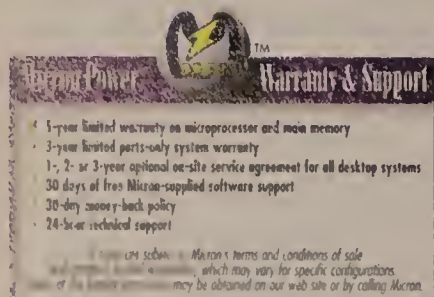 TM
Micron Power Warranty & Support
5-year limited warranty on microprocessor and main memory
3-year limited parts-only system warranty
1-, 2- or 3-year optional on-site service agreement for all desktop systems
30 days of free Micron-supplied software support
30-day money-back policy
24-hour technical support
Micron's terms and conditions of sale
which may vary for specific configurations.
may be obtained on our web site or by calling Micron.